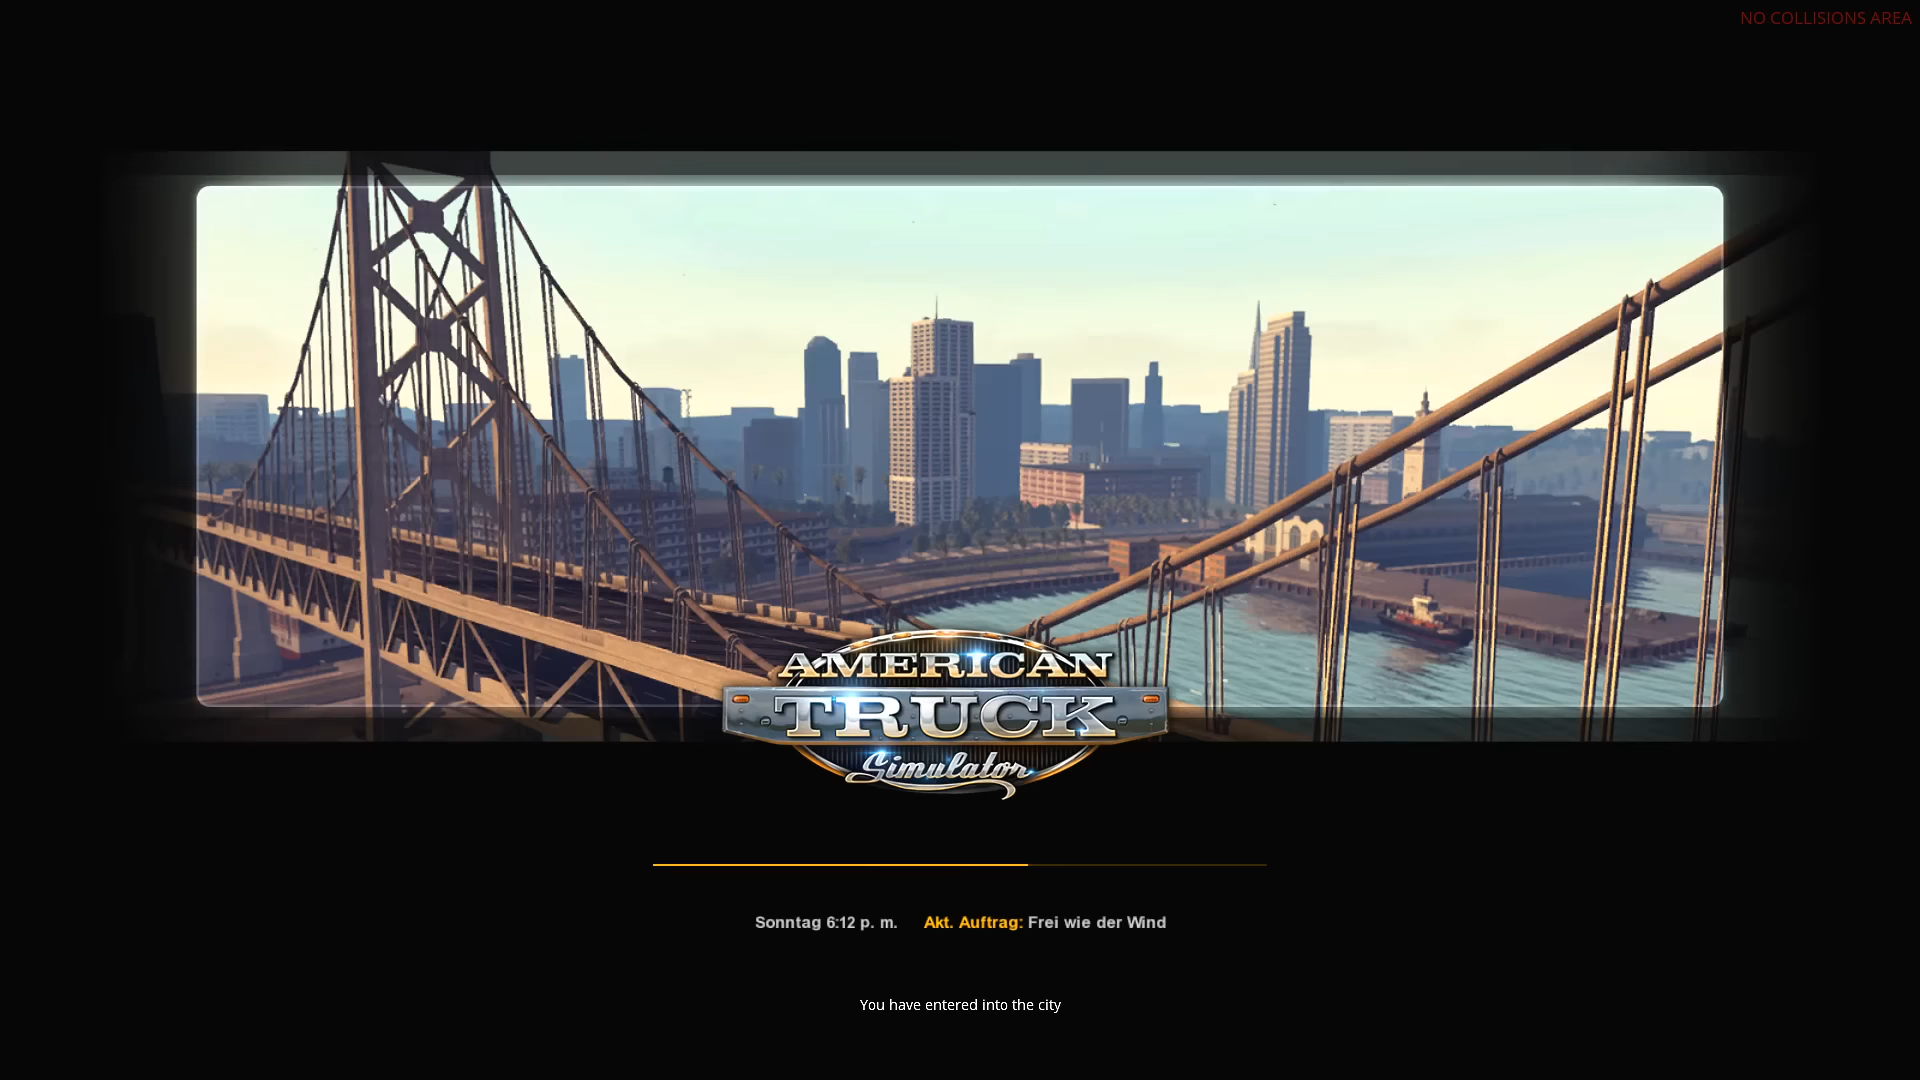 NO COLLISIONS AREA
AMERICAN
TRUCK
Simulator
Sonntag 6:12 p. m. Akt. Auftrag: Frei wie der Wind
You have entered into the city